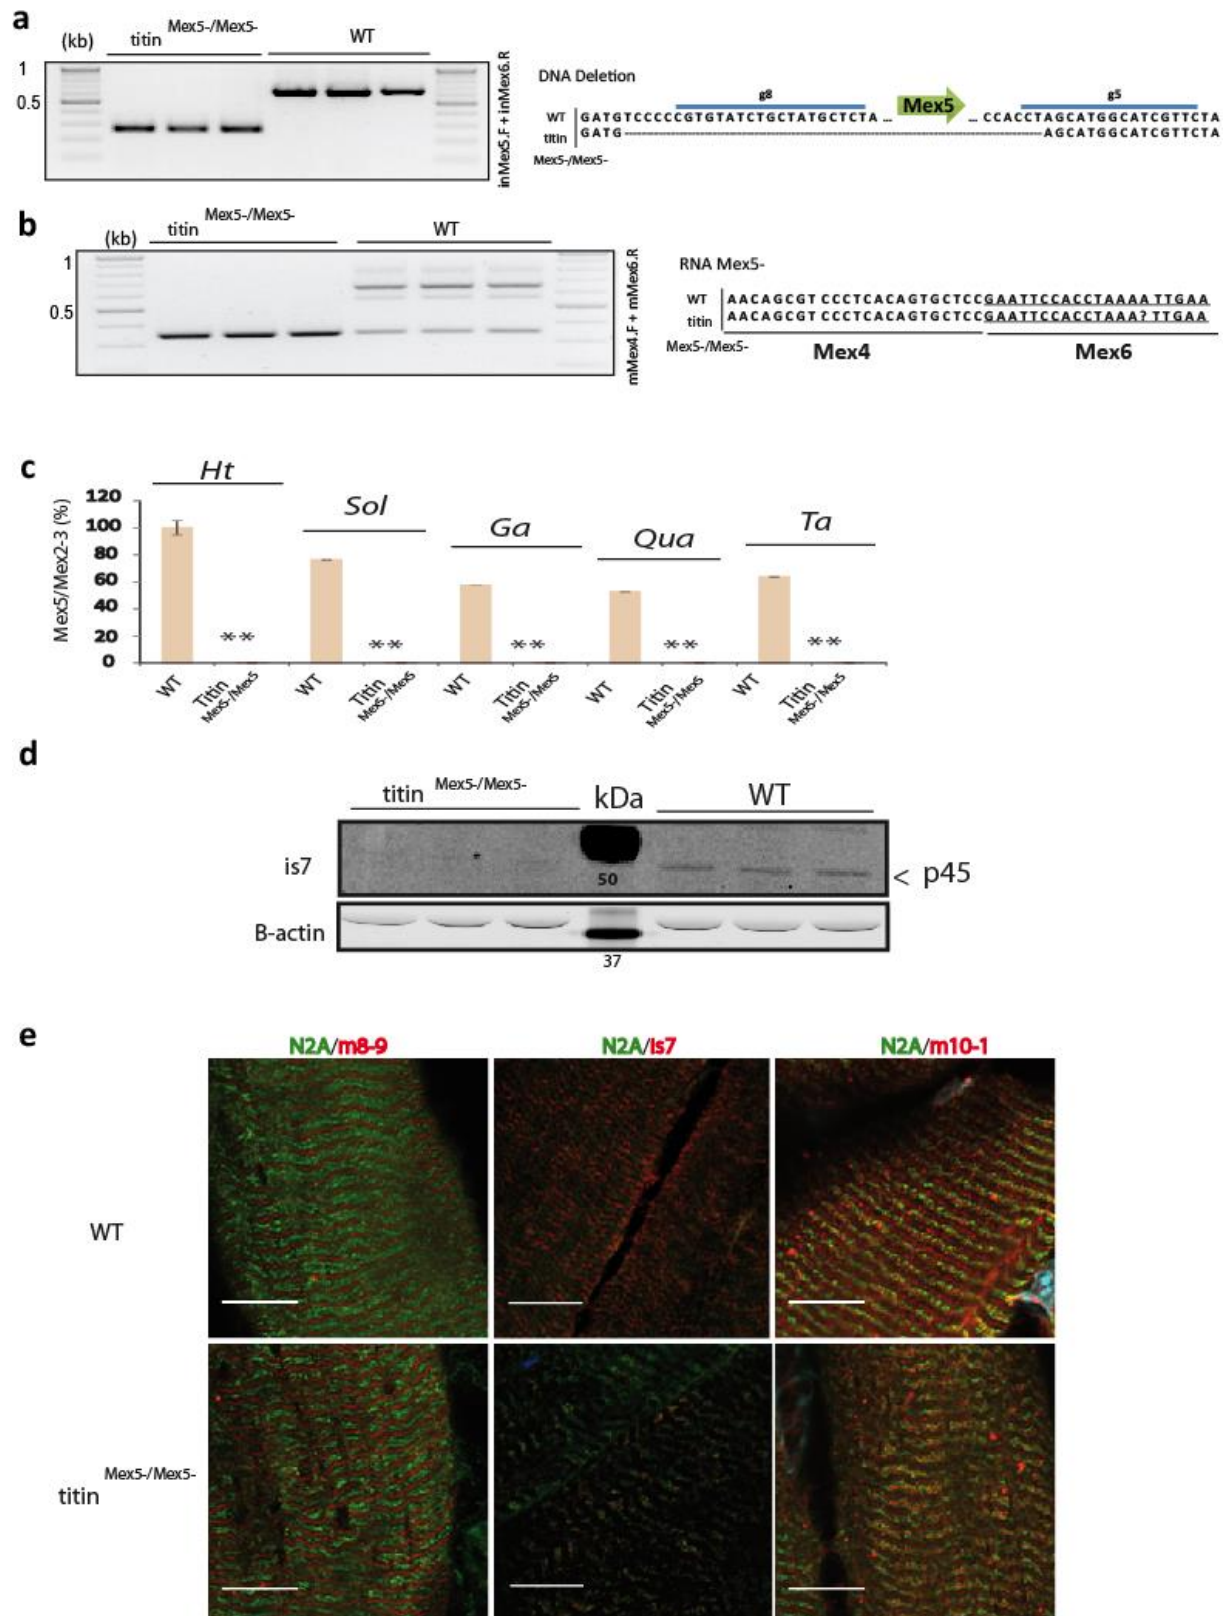 a
(kb)
titin Mex5-/Mex5-
WT
1
0.5
inMex5.F + inMex6.R
DNA Deletion
g8
Mex5
g5
WT GATGTCCCCCGTGTATCTGCTATGCTCTA ... ... CCACCTAGCATGGCATCGTTCTA
titin GATG AGCATGGCATCGTTCTA
Mex5-/Mex5-
b
(kb)
titin Mex5-/Mex5-
WT
1
0.5
mMex4.F + mMex6.R
RNA Mex5-
WT AACAGCGT CCCTCACAGTGCTCCGAATTCCACCTAAAA TTGAA
titin AACAGCGT CCCTCACAGTGCTCCGAATTCCACCTAAA? TTGAA
Mex5-/Mex5-
Mex4 Mex6
c
Mex5/Mex2-3 (%)
120
100
80
60
40
20
0
Ht Sol Ga Qua Ta
** ** ** ** **
WT
Titin Mex5-/Mex5
WT
Titin Mex5-/Mex5
WT
Titin Mex5-/Mex5
WT
Titin Mex5-/Mex5
WT
Titin Mex5-/Mex5
d
titin Mex5-/Mex5- kDa WT
is7
50
< p45
B-actin
37
e
N2A/m8-9 N2A/Is7 N2A/m10-1
WT
titin Mex5-/Mex5-